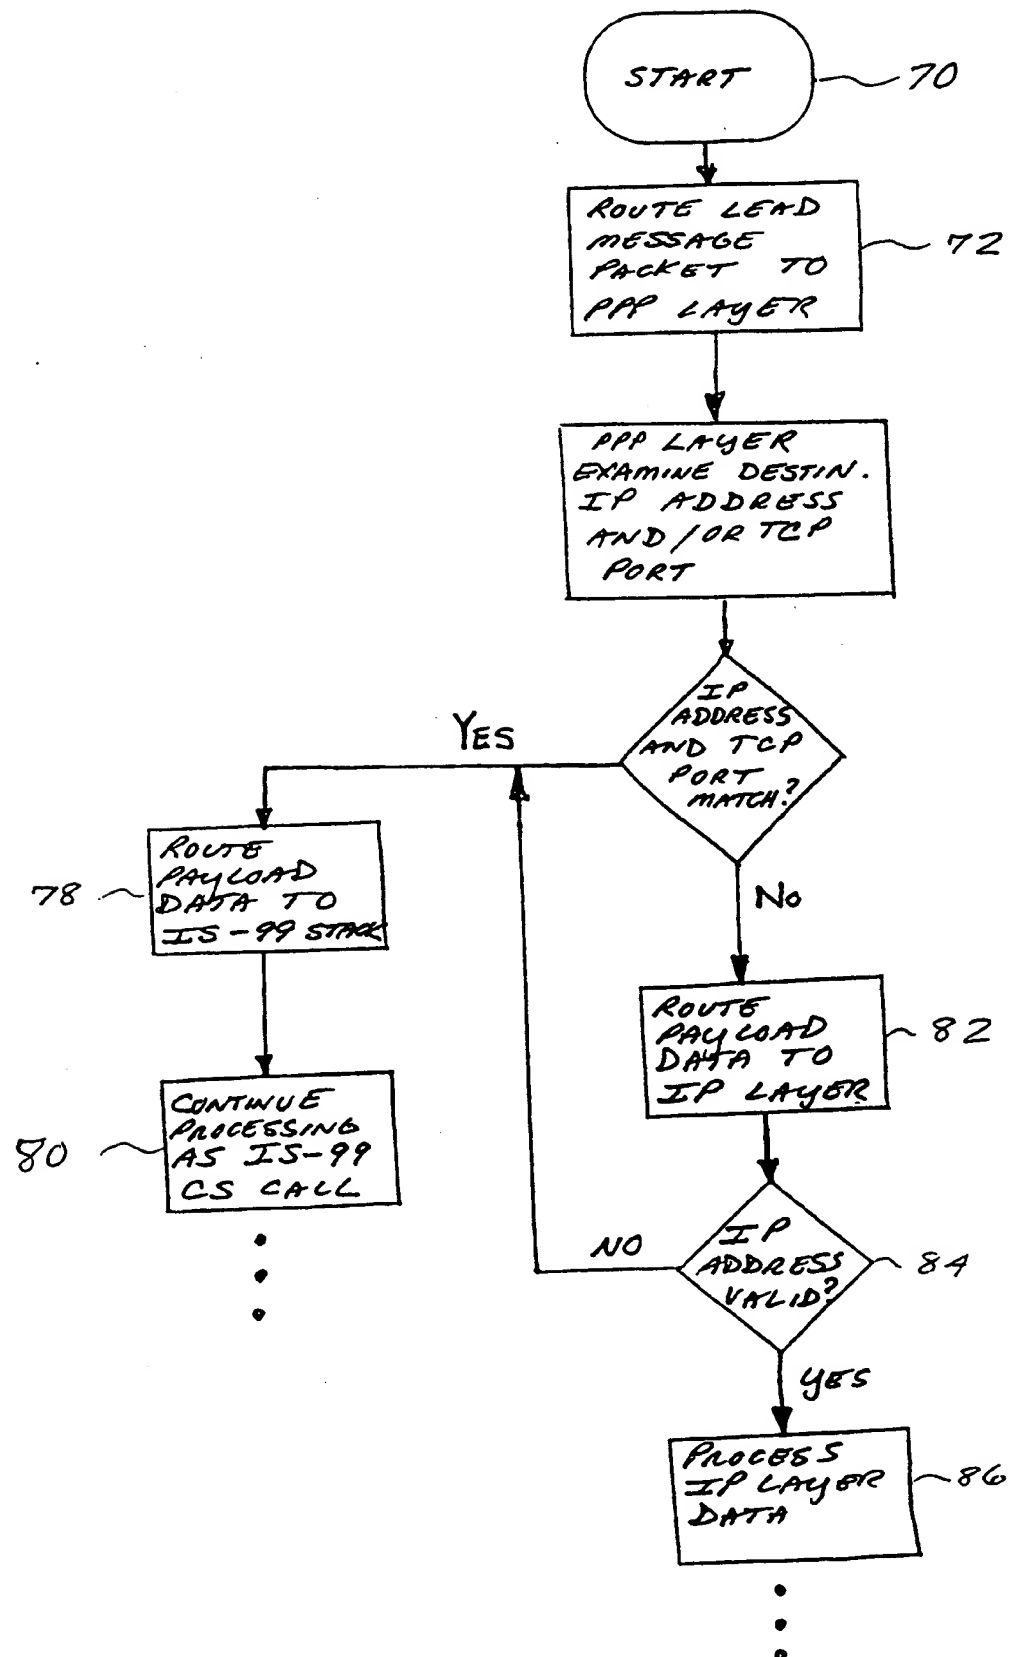 START
70
ROUTE LEAD
MESSAGE
PACKET TO
PPP LAYER
72
PPP LAYER
EXAMINE DESTIN.
IP ADDRESS
AND/OR TCP
PORT
IP
ADDRESS
AND TCP
PORT
MATCH?
YES
NO
ROUTE
PAYLOAD
DATA TO
IS-99 STACK
78
CONTINUE
PROCESSING
AS IS-99
CS CALL
80
ROUTE
PAYLOAD
DATA TO
IP LAYER
82
IP
ADDRESS
VALID?
84
NO
YES
PROCESS
IP LAYER
DATA
86